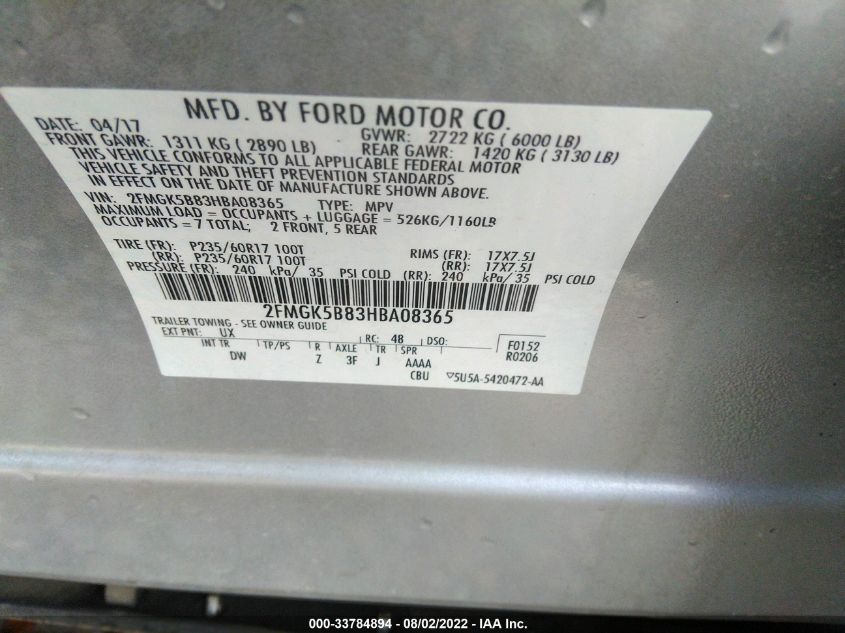 MFD. BY FORD MOTOR CO.
DATE: 04/17 GVWR: 2722 KG ( 6000 LB)
FRONT GAWR: 1311 KG ( 2890 LB) REAR GAWR: 1420 KG ( 3130 LB)
THIS VEHICLE CONFORMS TO ALL APPLICABLE FEDERAL MOTOR
VEHICLE SAFETY AND THEFT PREVENTION STANDARDS
IN EFFECT ON THE DATE OF MANUFACTURE SHOWN ABOVE.
VIN: 2FMGK5B83HBA08365 TYPE: MPV
MAXIMUM LOAD = OCCUPANTS + LUGGAGE = 526KG/1160LB
OCCUPANTS = 7 TOTAL; 2 FRONT, 5 REAR
TIRE (FR): P235/60R17 100T RIMS (FR): 17X7.5J
(RR): P235/60R17 100T (RR): 17X7.5J
PRESSURE (FR): 240 kPa/ 35 PSI COLD (RR): 240 kPa/ 35 PSI COLD
2FMGK5B83HBA08365
TRAILER TOWING - SEE OWNER GUIDE
EXT PNT: UX RC: 48 DSO: F0152
INT TR TP/PS R AXLE TR SPR R0206
DW Z 3F J AAAA
CBU ▽5U5A-5420472-AA
000-33784894 - 08/02/2022 - IAA Inc.